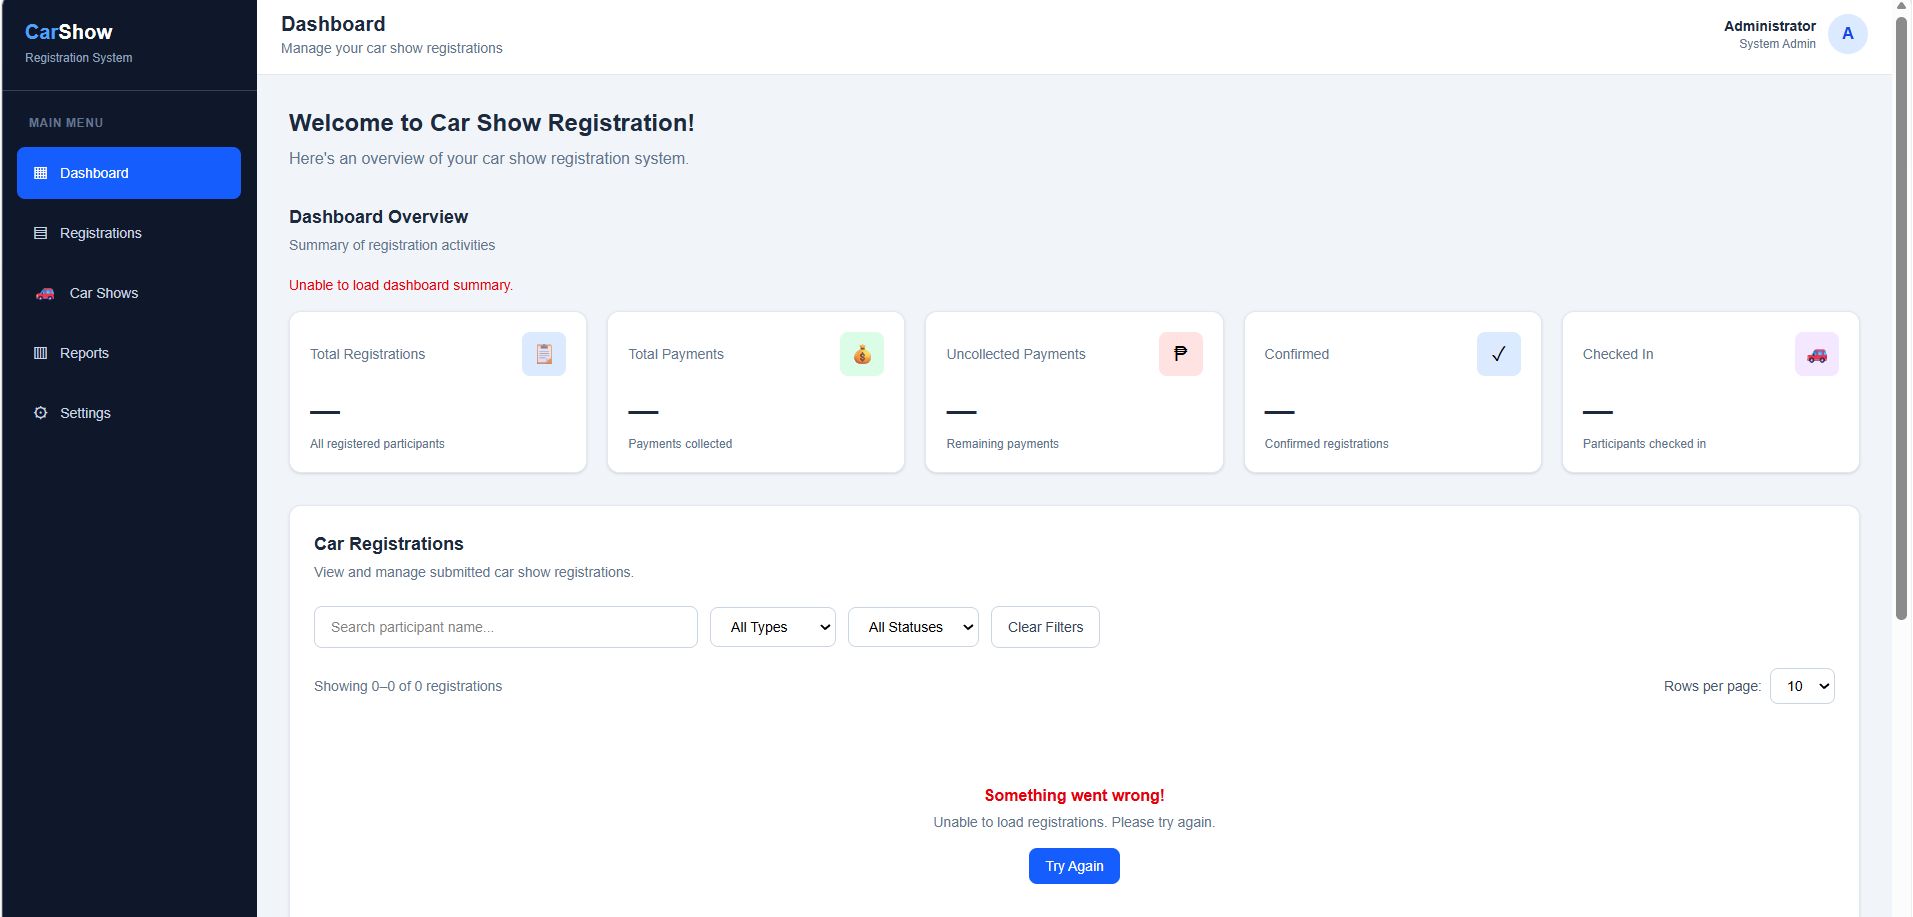 CarShow
Registration System
MAIN MENU
Dashboard
Registrations
Car Shows
Reports
Settings
Dashboard
Manage your car show registrations
Administrator
System Admin
A
Welcome to Car Show Registration!
Here's an overview of your car show registration system.
Dashboard Overview
Summary of registration activities
Unable to load dashboard summary.
Total Registrations
—
All registered participants
Total Payments
—
Payments collected
Uncollected Payments
₱
—
Remaining payments
Confirmed
✓
—
Confirmed registrations
Checked In
—
Participants checked in
Car Registrations
View and manage submitted car show registrations.
Search participant name...
All Types
All Statuses
Clear Filters
Showing 0–0 of 0 registrations
Rows per page: 10
Something went wrong!
Unable to load registrations. Please try again.
Try Again